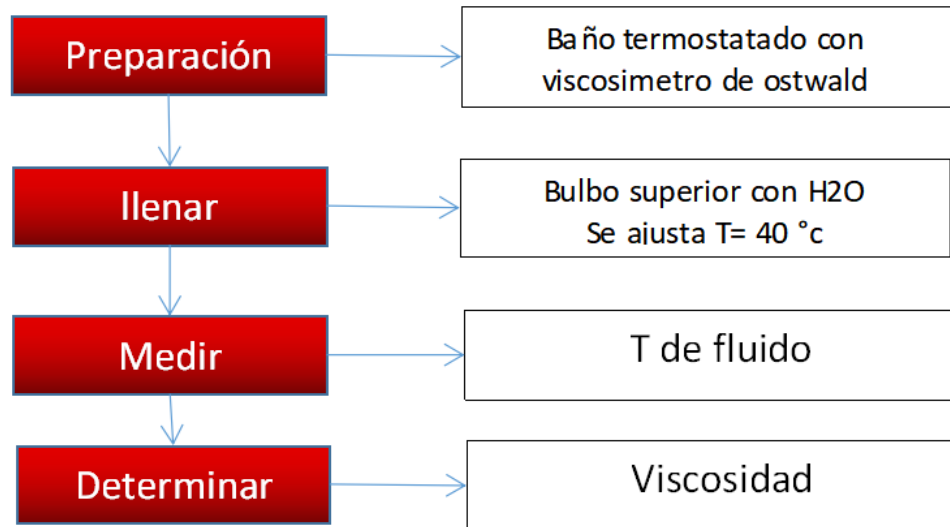 Preparación
Baño termostatado con
viscosimetro de ostwald
llenar
Bulbo superior con H2O
Se ajusta T= 40 °c
Medir
T de fluido
Determinar
Viscosidad